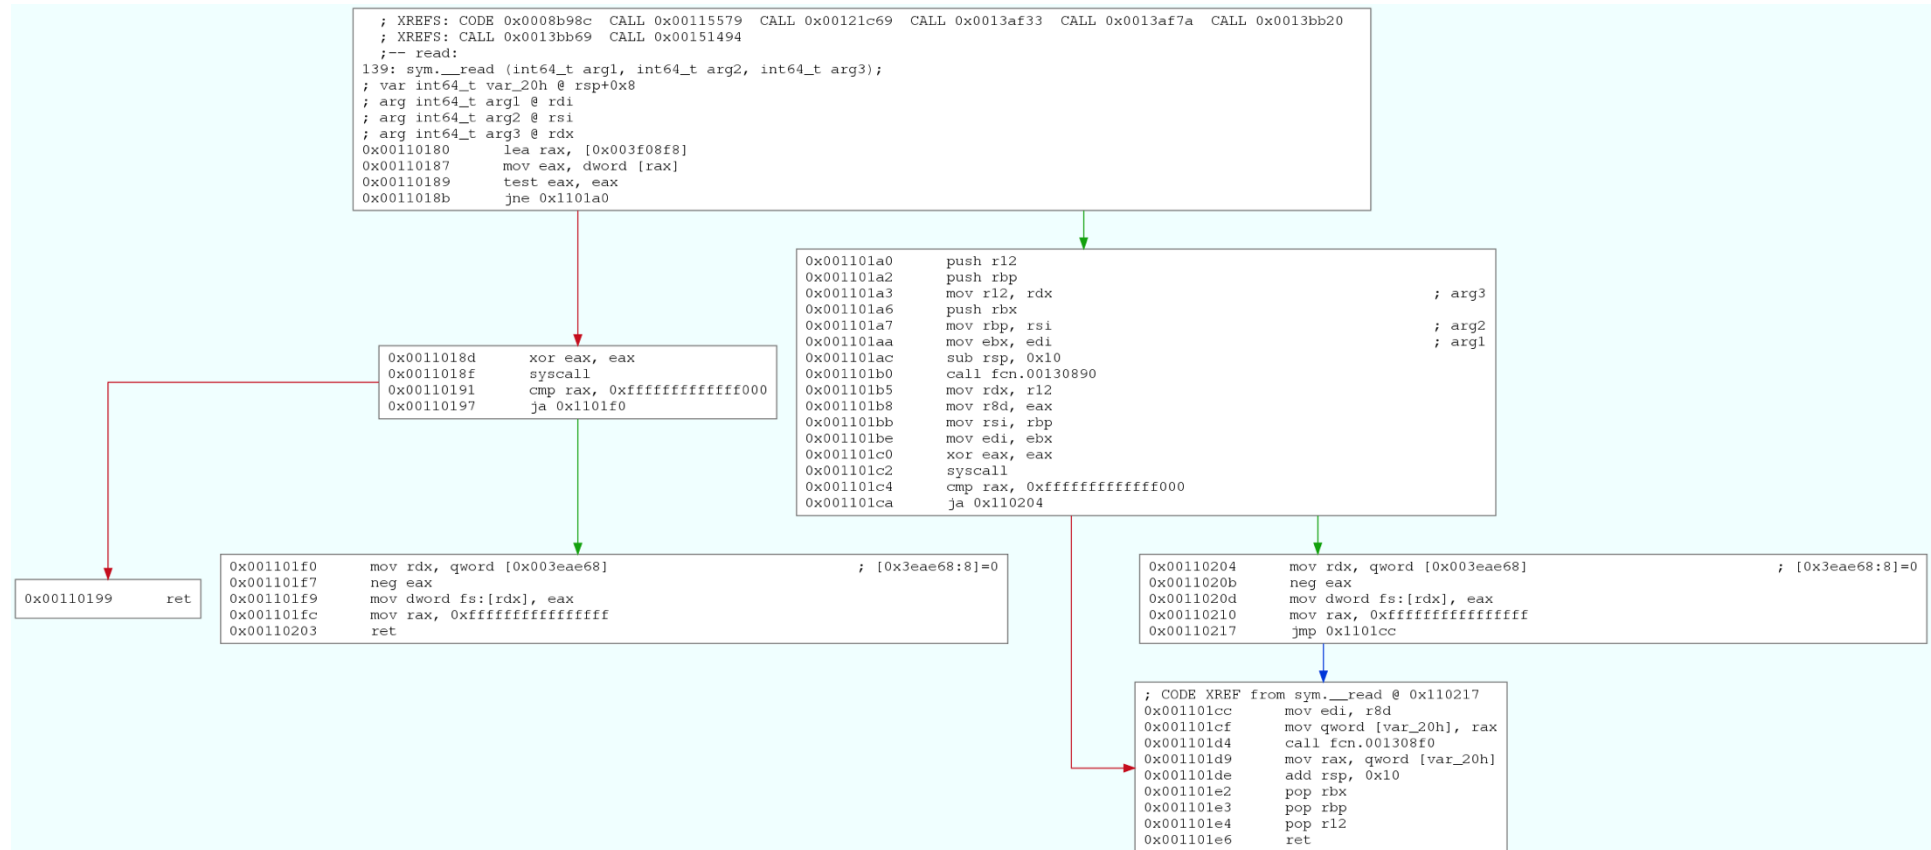 ; XREFS: CODE 0x0008b98c  CALL 0x00115579  CALL 0x00121c69  CALL 0x0013af33  CALL 0x0013af7a  CALL 0x0013bb20
; XREFS: CALL 0x0013bb69  CALL 0x00151494
;-- read:
139: sym.__read (int64_t arg1, int64_t arg2, int64_t arg3);
; var int64_t var_20h @ rsp+0x8
; arg int64_t arg1 @ rdi
; arg int64_t arg2 @ rsi
; arg int64_t arg3 @ rdx
0x00110180      lea rax, [0x003f08f8]
0x00110187      mov eax, dword [rax]
0x00110189      test eax, eax
0x0011018b      jne 0x1101a0
0x001101a0      push r12
0x001101a2      push rbp
0x001101a3      mov r12, rdx      ; arg3
0x001101a6      push rbx
0x001101a7      mov rbp, rsi      ; arg2
0x001101aa      mov ebx, edi      ; arg1
0x001101ac      sub rsp, 0x10
0x001101b0      call fcn.00130890
0x001101b5      mov rdx, r12
0x001101b8      mov r8d, eax
0x001101bb      mov rsi, rbp
0x001101be      mov edi, ebx
0x001101c0      xor eax, eax
0x001101c2      syscall
0x001101c4      cmp rax, 0xfffffffffffff000
0x001101ca      ja 0x110204
0x0011018d      xor eax, eax
0x0011018f      syscall
0x00110191      cmp rax, 0xfffffffffffff000
0x00110197      ja 0x1101f0
0x00110199      ret
0x001101f0      mov rdx, qword [0x003eae68]      ; [0x3eae68:8]=0
0x001101f7      neg eax
0x001101f9      mov dword fs:[rdx], eax
0x001101fc      mov rax, 0xffffffffffffffff
0x00110203      ret
0x00110204      mov rdx, qword [0x003eae68]      ; [0x3eae68:8]=0
0x0011020b      neg eax
0x0011020d      mov dword fs:[rdx], eax
0x00110210      mov rax, 0xffffffffffffffff
0x00110217      jmp 0x1101cc
; CODE XREF from sym.__read @ 0x110217
0x001101cc      mov edi, r8d
0x001101cf      mov qword [var_20h], rax
0x001101d4      call fcn.001308f0
0x001101d9      mov rax, qword [var_20h]
0x001101de      add rsp, 0x10
0x001101e2      pop rbx
0x001101e3      pop rbp
0x001101e4      pop r12
0x001101e6      ret